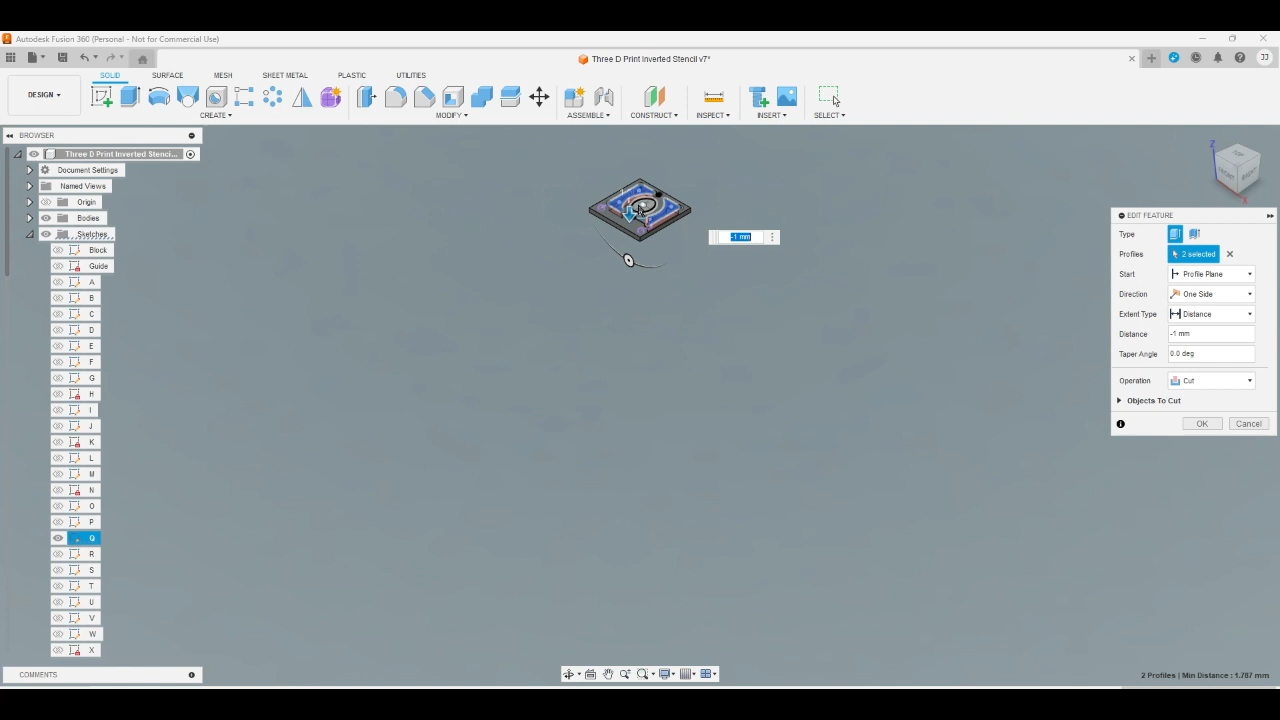 Autodesk Fusion 360 (Personal - Not for Commercial Use)
Three D Print Inverted Stencil v7*
JJ
DESIGN
SOLID
SURFACE
MESH
SHEET METAL
PLASTIC
UTILITIES
CREATE
MODIFY
ASSEMBLE
CONSTRUCT
INSPECT
INSERT
SELECT
BROWSER
Three D Print Inverted Stenci...
Document Settings
Named Views
Origin
Bodies
Sketches
Block
Guide
A
B
C
D
E
F
G
H
I
J
K
L
M
N
O
P
Q
R
S
T
U
V
W
X
COMMENTS
-1 mm
Z
TOP
FRONT
RIGHT
X
EDIT FEATURE
Type
Profiles 2 selected
Start Profile Plane
Direction One Side
Extent Type Distance
Distance -1 mm
Taper Angle 0.0 deg
Operation Cut
Objects To Cut
OK Cancel
2 Profiles | Min Distance : 1.787 mm